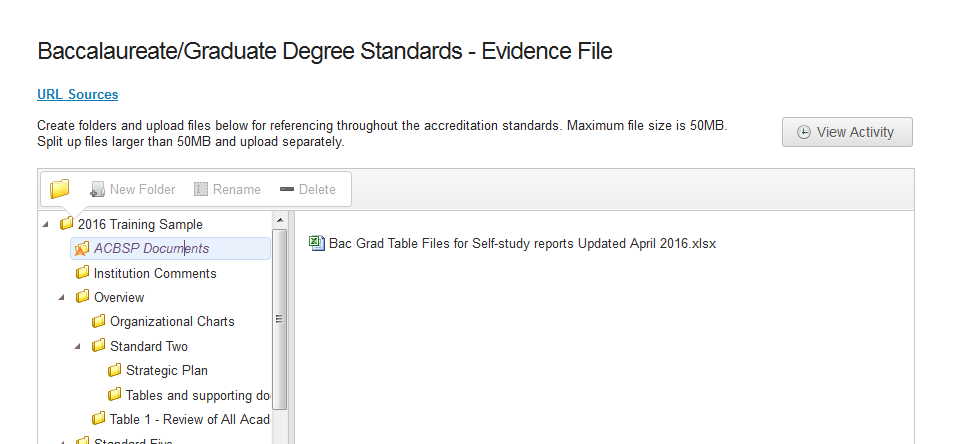 Baccalaureate/Graduate Degree Standards - Evidence File
URL Sources
Create folders and upload files below for referencing throughout the accreditation standards. Maximum file size is 50MB.
Split up files larger than 50MB and upload separately.
View Activity
New Folder Rename Delete
2016 Training Sample
ACBSP Documents
Bac Grad Table Files for Self-study reports Updated April 2016.xlsx
Institution Comments
Overview
Organizational Charts
Standard Two
Strategic Plan
Tables and supporting do
Table 1 - Review of All Acad
Standard Five